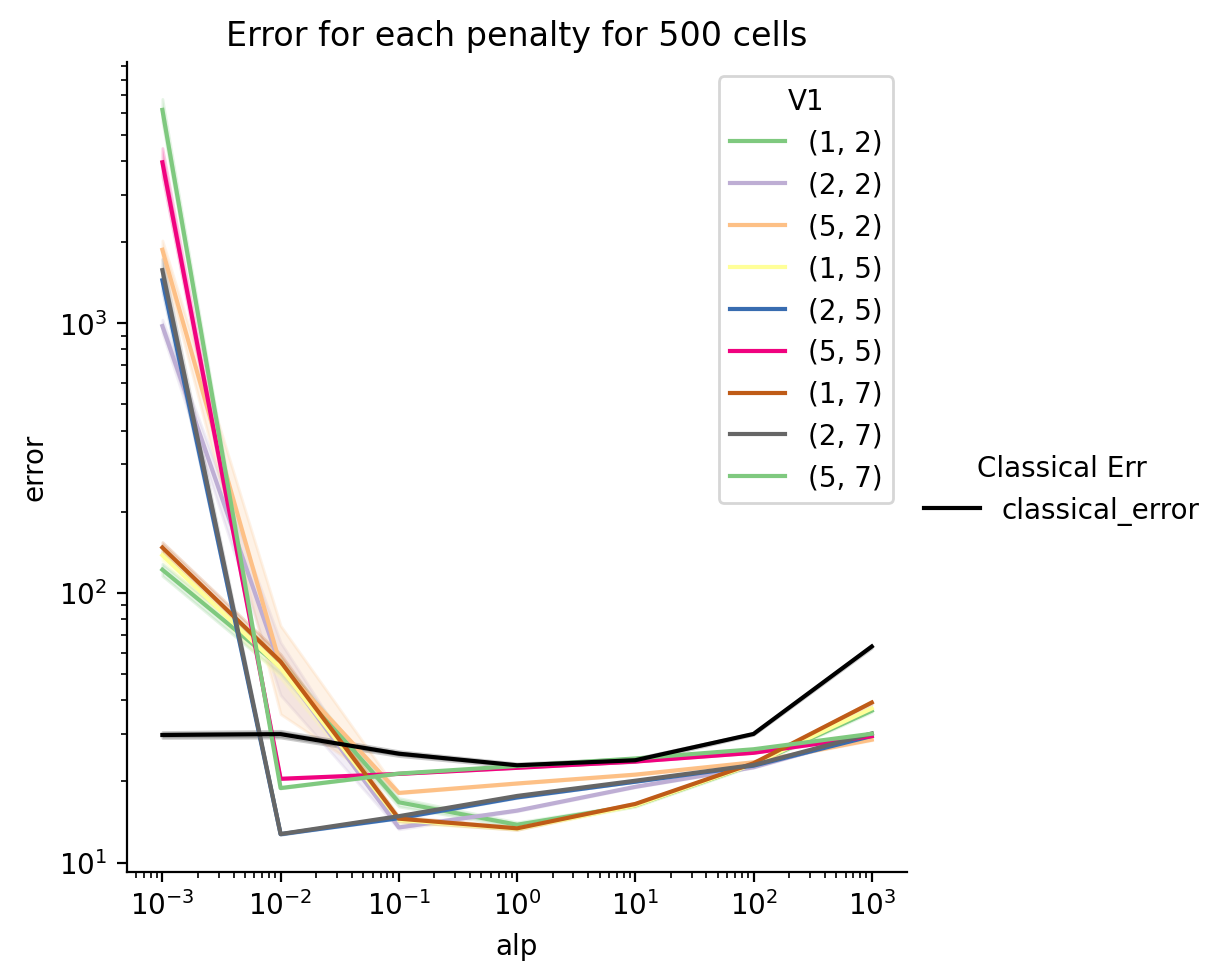 Error for each penalty for 500 cells
V1
(1, 2)
(2, 2)
(5, 2)
(1, 5)
(2, 5)
(5, 5)
(1, 7)
(2, 7)
(5, 7)
Classical Err
classical_error
error
10³
10²
10¹
10⁻³ 10⁻² 10⁻¹ 10⁰ 10¹ 10² 10³
alp